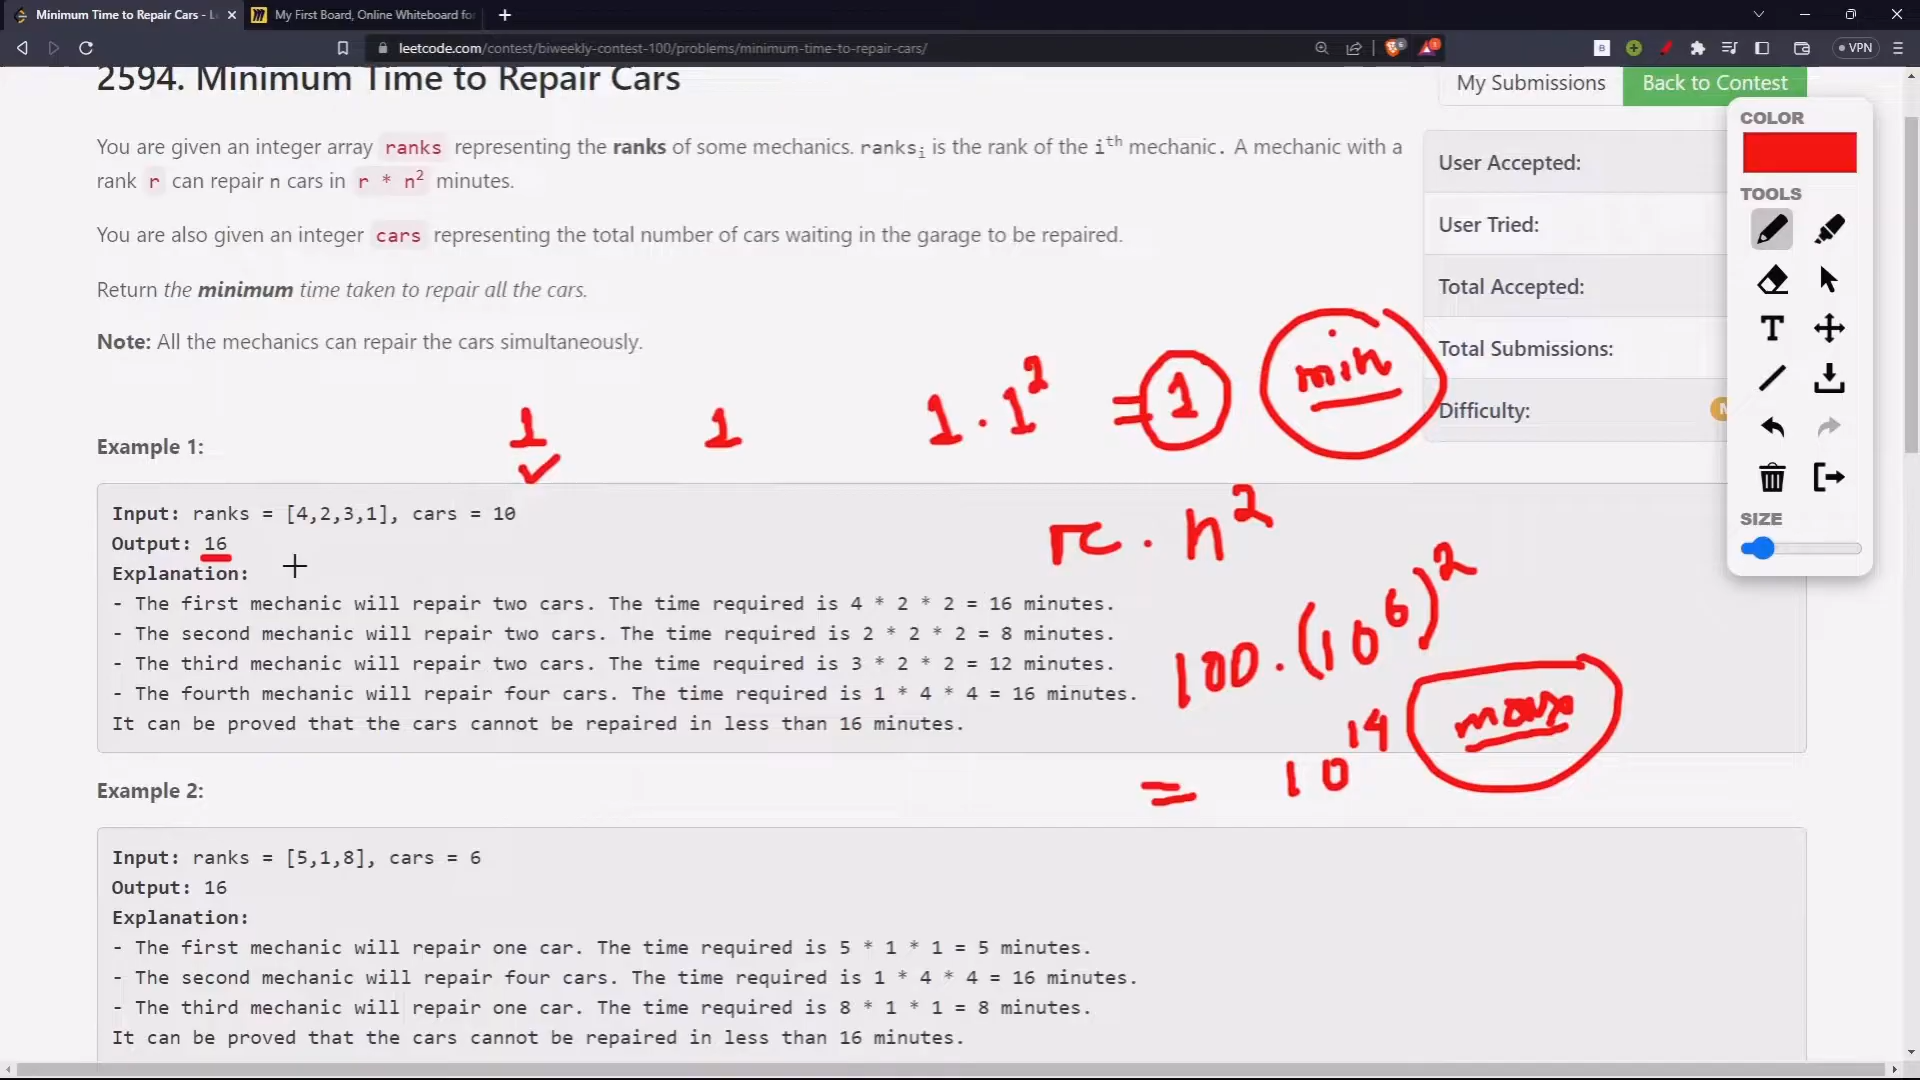 Minimum Time to Repair Cars - L
My First Board, Online Whiteboard for
leetcode.com/contest/biweekly-contest-100/problems/minimum-time-to-repair-cars/
VPN
2594. Minimum Time to Repair Cars
You are given an integer array ranks representing the ranks of some mechanics. ranksi is the rank of the ith mechanic. A mechanic with a
rank r can repair n cars in r * n² minutes.
You are also given an integer cars representing the total number of cars waiting in the garage to be repaired.
Return the minimum time taken to repair all the cars.
Note: All the mechanics can repair the cars simultaneously.
My Submissions
Back to Contest
User Accepted:
User Tried:
Total Accepted:
Total Submissions:
Difficulty:
COLOR
TOOLS
T
SIZE
1 1 1 · 1² = 1 min
Example 1:
Input: ranks = [4,2,3,1], cars = 10
Output: 16
Explanation:
- The first mechanic will repair two cars. The time required is 4 * 2 * 2 = 16 minutes.
- The second mechanic will repair two cars. The time required is 2 * 2 * 2 = 8 minutes.
- The third mechanic will repair two cars. The time required is 3 * 2 * 2 = 12 minutes.
- The fourth mechanic will repair four cars. The time required is 1 * 4 * 4 = 16 minutes.
It can be proved that the cars cannot be repaired in less than 16 minutes.
r · n²
100 · (10⁶)²
= 10¹⁴ max
Example 2:
Input: ranks = [5,1,8], cars = 6
Output: 16
Explanation:
- The first mechanic will repair one car. The time required is 5 * 1 * 1 = 5 minutes.
- The second mechanic will repair four cars. The time required is 1 * 4 * 4 = 16 minutes.
- The third mechanic will repair one car. The time required is 8 * 1 * 1 = 8 minutes.
It can be proved that the cars cannot be repaired in less than 16 minutes.